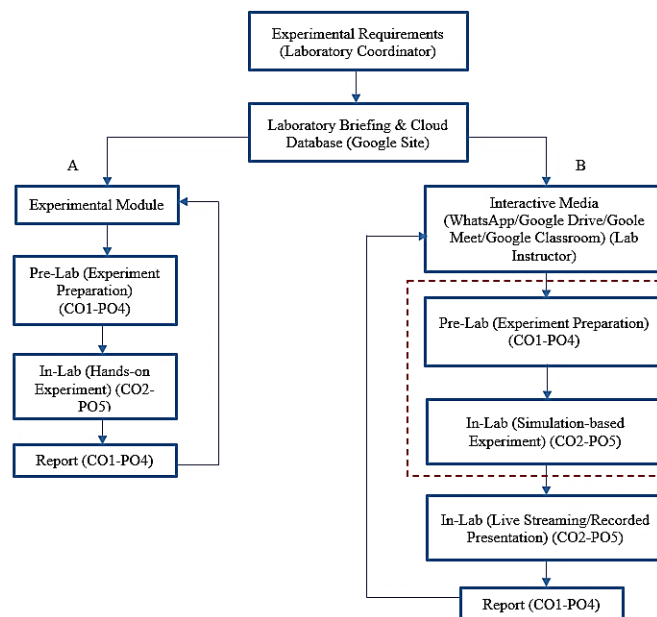 Experimental Requirements
(Laboratory Coordinator)
Laboratory Briefing & Cloud
Database (Google Site)
A
B
Experimental Module
Pre-Lab (Experiment
Preparation)
(CO1-PO4)
In-Lab (Hands-on
Experiment) (CO2-
PO5)
Report (CO1-PO4)
Interactive Media
(WhatsApp/Google Drive/Goole
Meet/Google Classroom) (Lab
Instructor)
Pre-Lab (Experiment Preparation)
(CO1-PO4)
In-Lab (Simulation-based
Experiment) (CO2-PO5)
In-Lab (Live Streaming/Recorded
Presentation) (CO2-PO5)
Report (CO1-PO4)